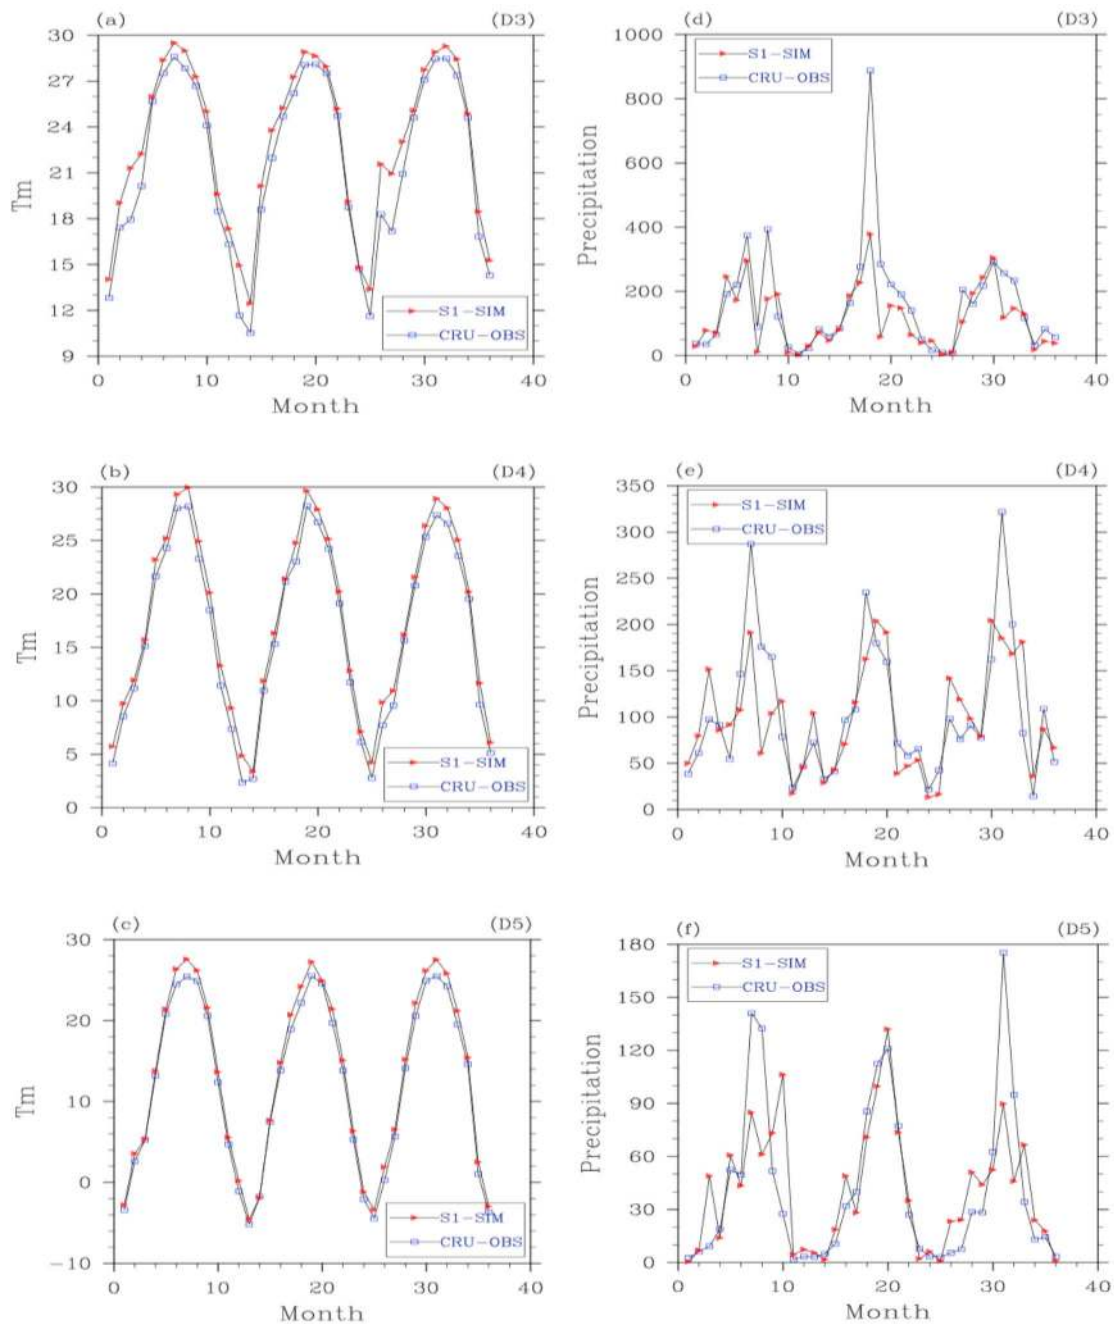 (a) (D3)
30
27
24
21
18
15
12
9
Tm
S1-SIM
CRU-OBS
0 10 20 30 40
Month
(d) (D3)
1000
800
600
400
200
0
Precipitation
S1-SIM
CRU-OBS
0 10 20 30 40
Month
(b) (D4)
30
25
20
15
10
5
0
Tm
S1-SIM
CRU-OBS
0 10 20 30 40
Month
(e) (D4)
350
300
250
200
150
100
50
0
Precipitation
S1-SIM
CRU-OBS
0 10 20 30 40
Month
(c) (D5)
30
20
10
0
-10
Tm
S1-SIM
CRU-OBS
0 10 20 30 40
Month
(f) (D5)
180
150
120
90
60
30
0
Precipitation
S1-SIM
CRU-OBS
0 10 20 30 40
Month